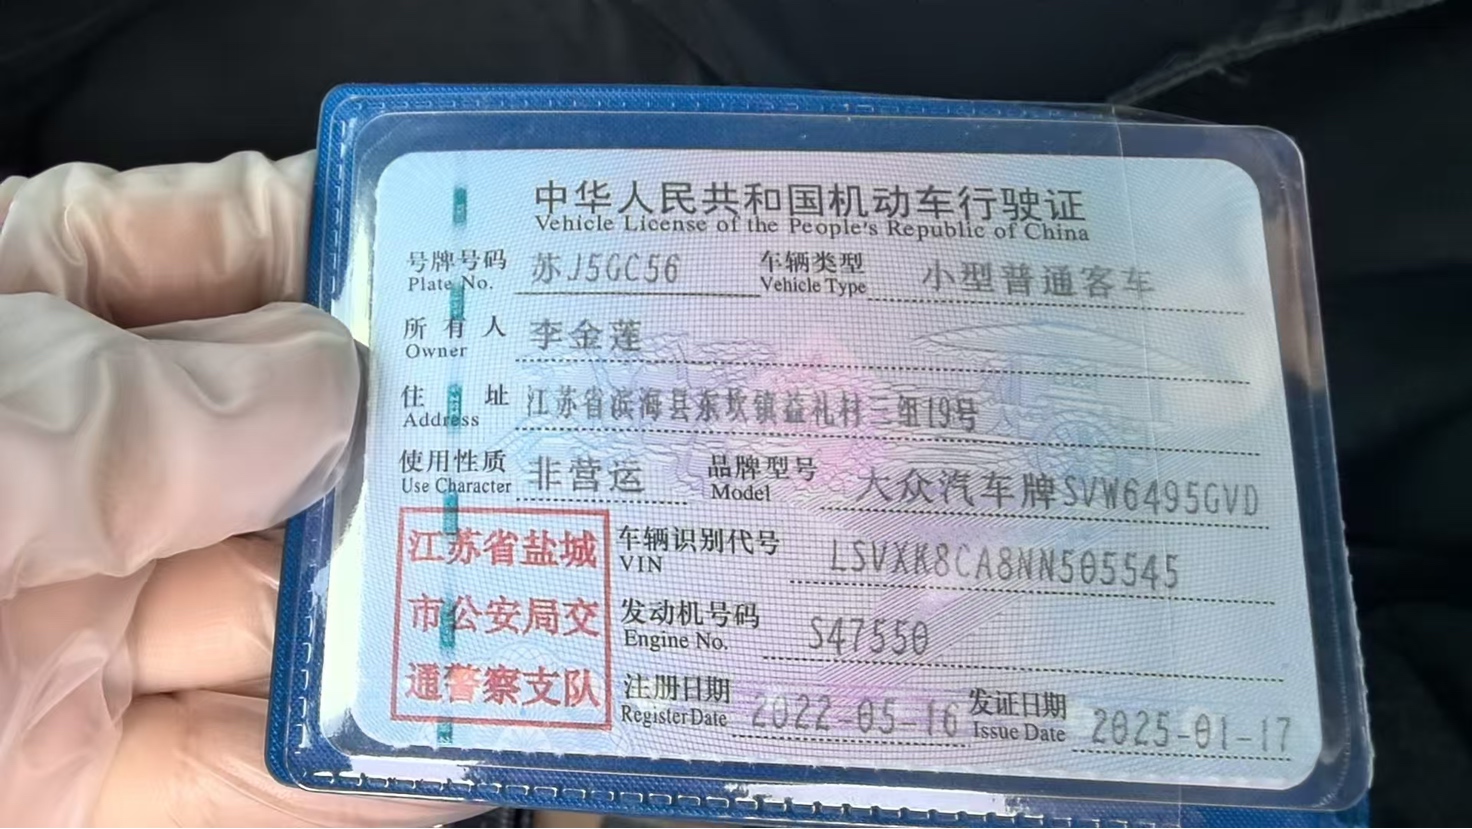 中华人民共和国机动车行驶证
Vehicle License of the People's Republic of China
号牌号码 苏J5GC56 车辆类型 小型普通客车
Plate No. Vehicle Type
所有人 李金莲
Owner
住址 江苏省滨海县东坎镇益礼村三组19号
Address
使用性质 非营运 品牌型号 大众汽车牌SVW6495GVD
Use Character Model
江苏省盐城
市公安局交
通警察支队
车辆识别代号 LSVXK8CA8NN505545
VIN
发动机号码 S47550
Engine No.
注册日期 2022-05-16 发证日期 2025-01-17
Register Date Issue Date